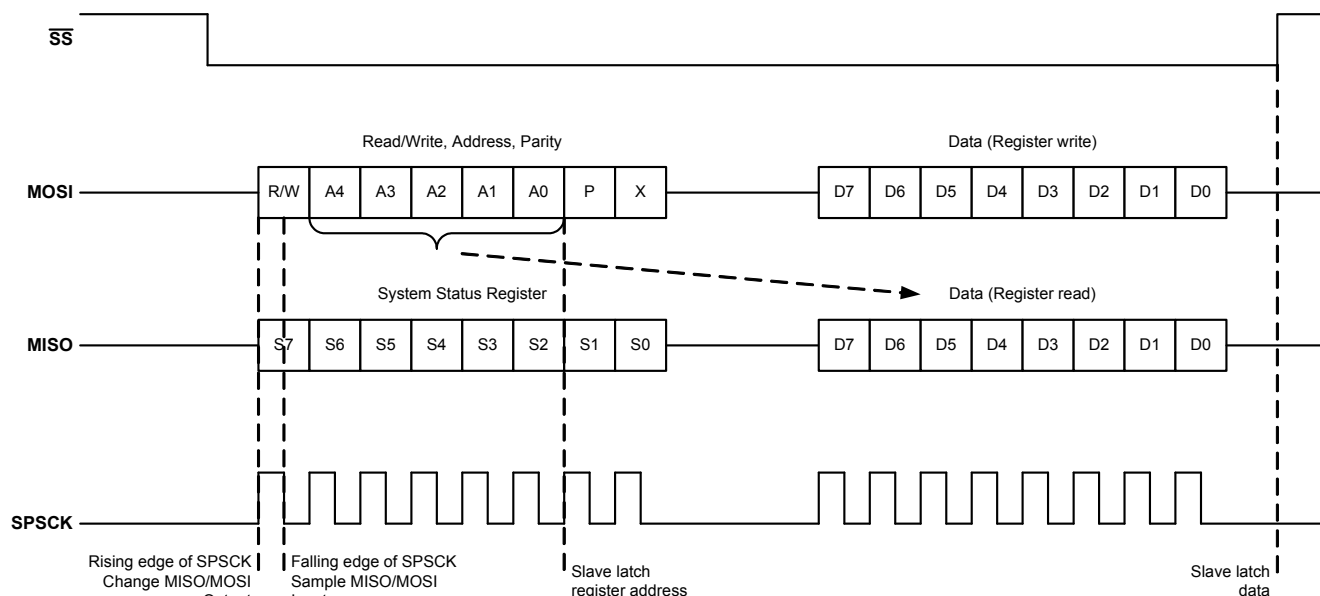 SS
Read/Write, Address, Parity
Data (Register write)
MOSI
R/W A4 A3 A2 A1 A0 P X
D7 D6 D5 D4 D3 D2 D1 D0
System Status Register
Data (Register read)
MISO
S7 S6 S5 S4 S3 S2 S1 S0
D7 D6 D5 D4 D3 D2 D1 D0
SPSCK
Rising edge of SPSCK
Change MISO/MOSI
Falling edge of SPSCK
Sample MISO/MOSI
Slave latch
register address
Slave latch
data